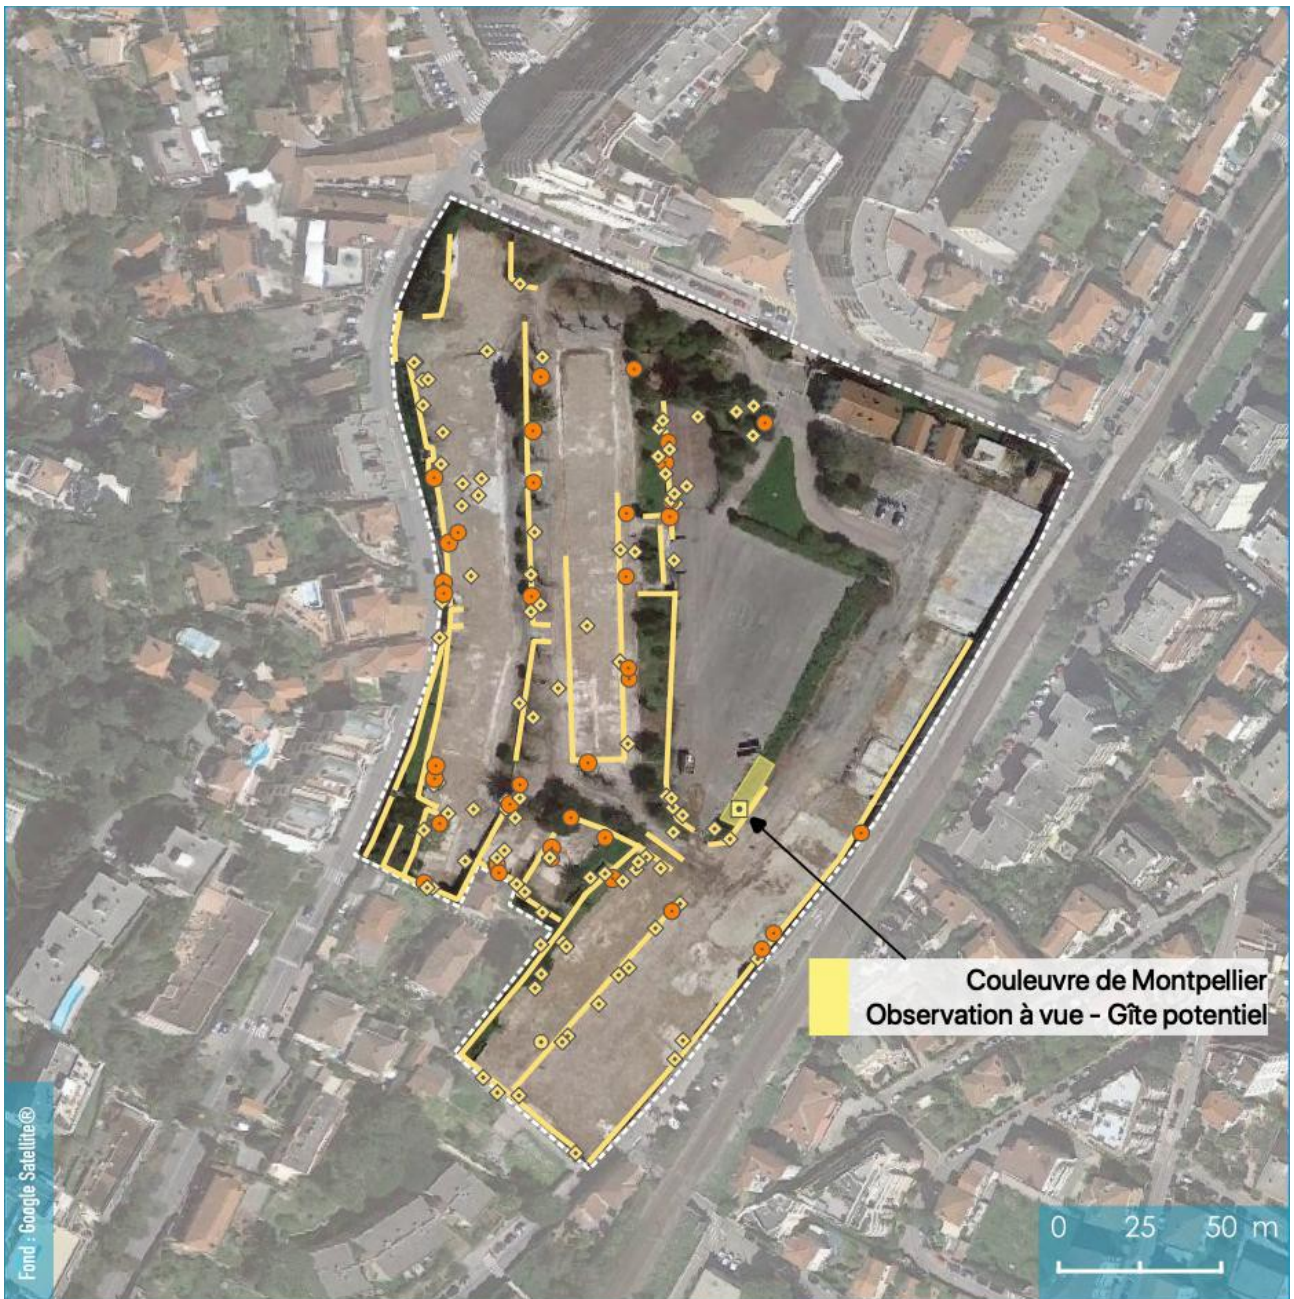 Couleuvre de Montpellier
Observation à vue - Gîte potentiel
Fond : Google Satellite®
0 25 50 m